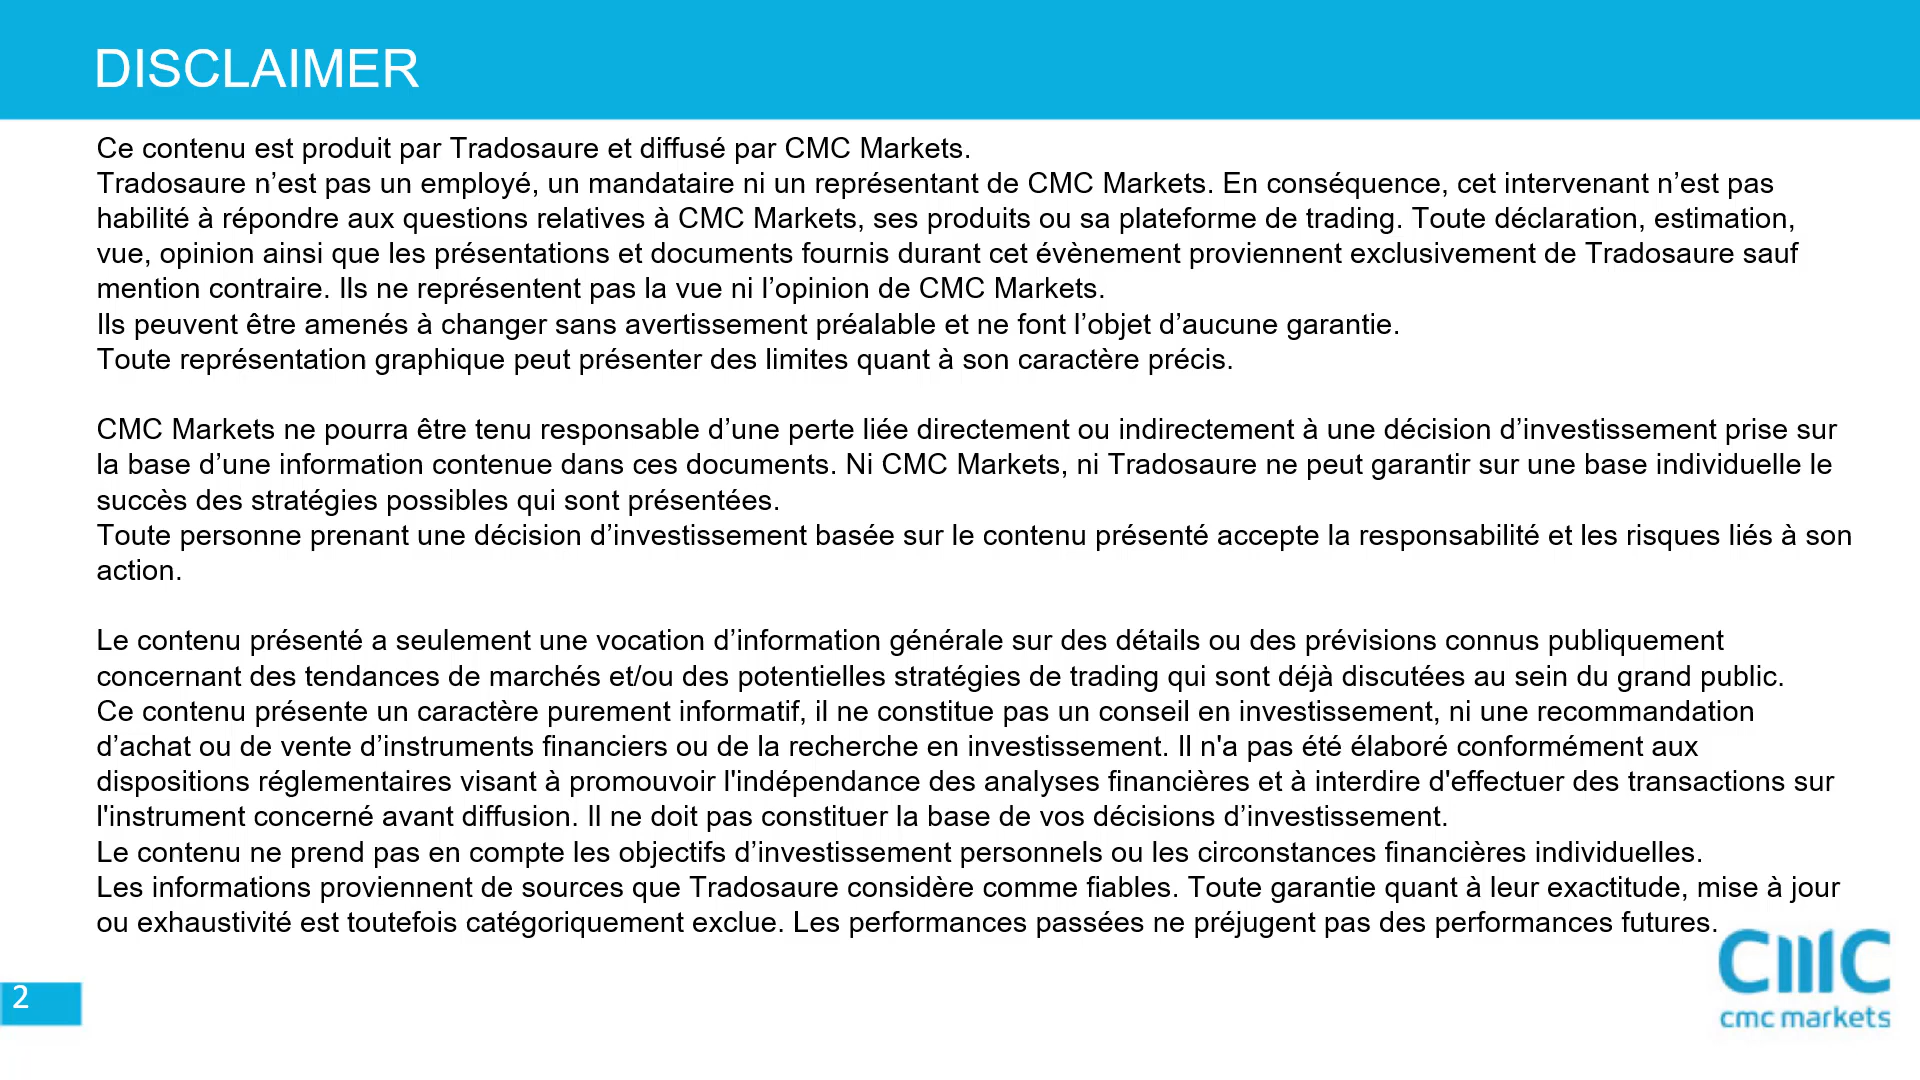 DISCLAIMER
Ce contenu est produit par Tradosaure et diffusé par CMC Markets.
Tradosaure n’est pas un employé, un mandataire ni un représentant de CMC Markets. En conséquence, cet intervenant n’est pas
habilité à répondre aux questions relatives à CMC Markets, ses produits ou sa plateforme de trading. Toute déclaration, estimation,
vue, opinion ainsi que les présentations et documents fournis durant cet évènement proviennent exclusivement de Tradosaure sauf
mention contraire. Ils ne représentent pas la vue ni l’opinion de CMC Markets.
Ils peuvent être amenés à changer sans avertissement préalable et ne font l’objet d’aucune garantie.
Toute représentation graphique peut présenter des limites quant à son caractère précis.
CMC Markets ne pourra être tenu responsable d’une perte liée directement ou indirectement à une décision d’investissement prise sur
la base d’une information contenue dans ces documents. Ni CMC Markets, ni Tradosaure ne peut garantir sur une base individuelle le
succès des stratégies possibles qui sont présentées.
Toute personne prenant une décision d’investissement basée sur le contenu présenté accepte la responsabilité et les risques liés à son
action.
Le contenu présenté a seulement une vocation d’information générale sur des détails ou des prévisions connus publiquement
concernant des tendances de marchés et/ou des potentielles stratégies de trading qui sont déjà discutées au sein du grand public.
Ce contenu présente un caractère purement informatif, il ne constitue pas un conseil en investissement, ni une recommandation
d’achat ou de vente d’instruments financiers ou de la recherche en investissement. Il n'a pas été élaboré conformément aux
dispositions réglementaires visant à promouvoir l'indépendance des analyses financières et à interdire d'effectuer des transactions sur
l'instrument concerné avant diffusion. Il ne doit pas constituer la base de vos décisions d’investissement.
Le contenu ne prend pas en compte les objectifs d’investissement personnels ou les circonstances financières individuelles.
Les informations proviennent de sources que Tradosaure considère comme fiables. Toute garantie quant à leur exactitude, mise à jour
ou exhaustivité est toutefois catégoriquement exclue. Les performances passées ne préjugent pas des performances futures.
2
CMC
cmc markets